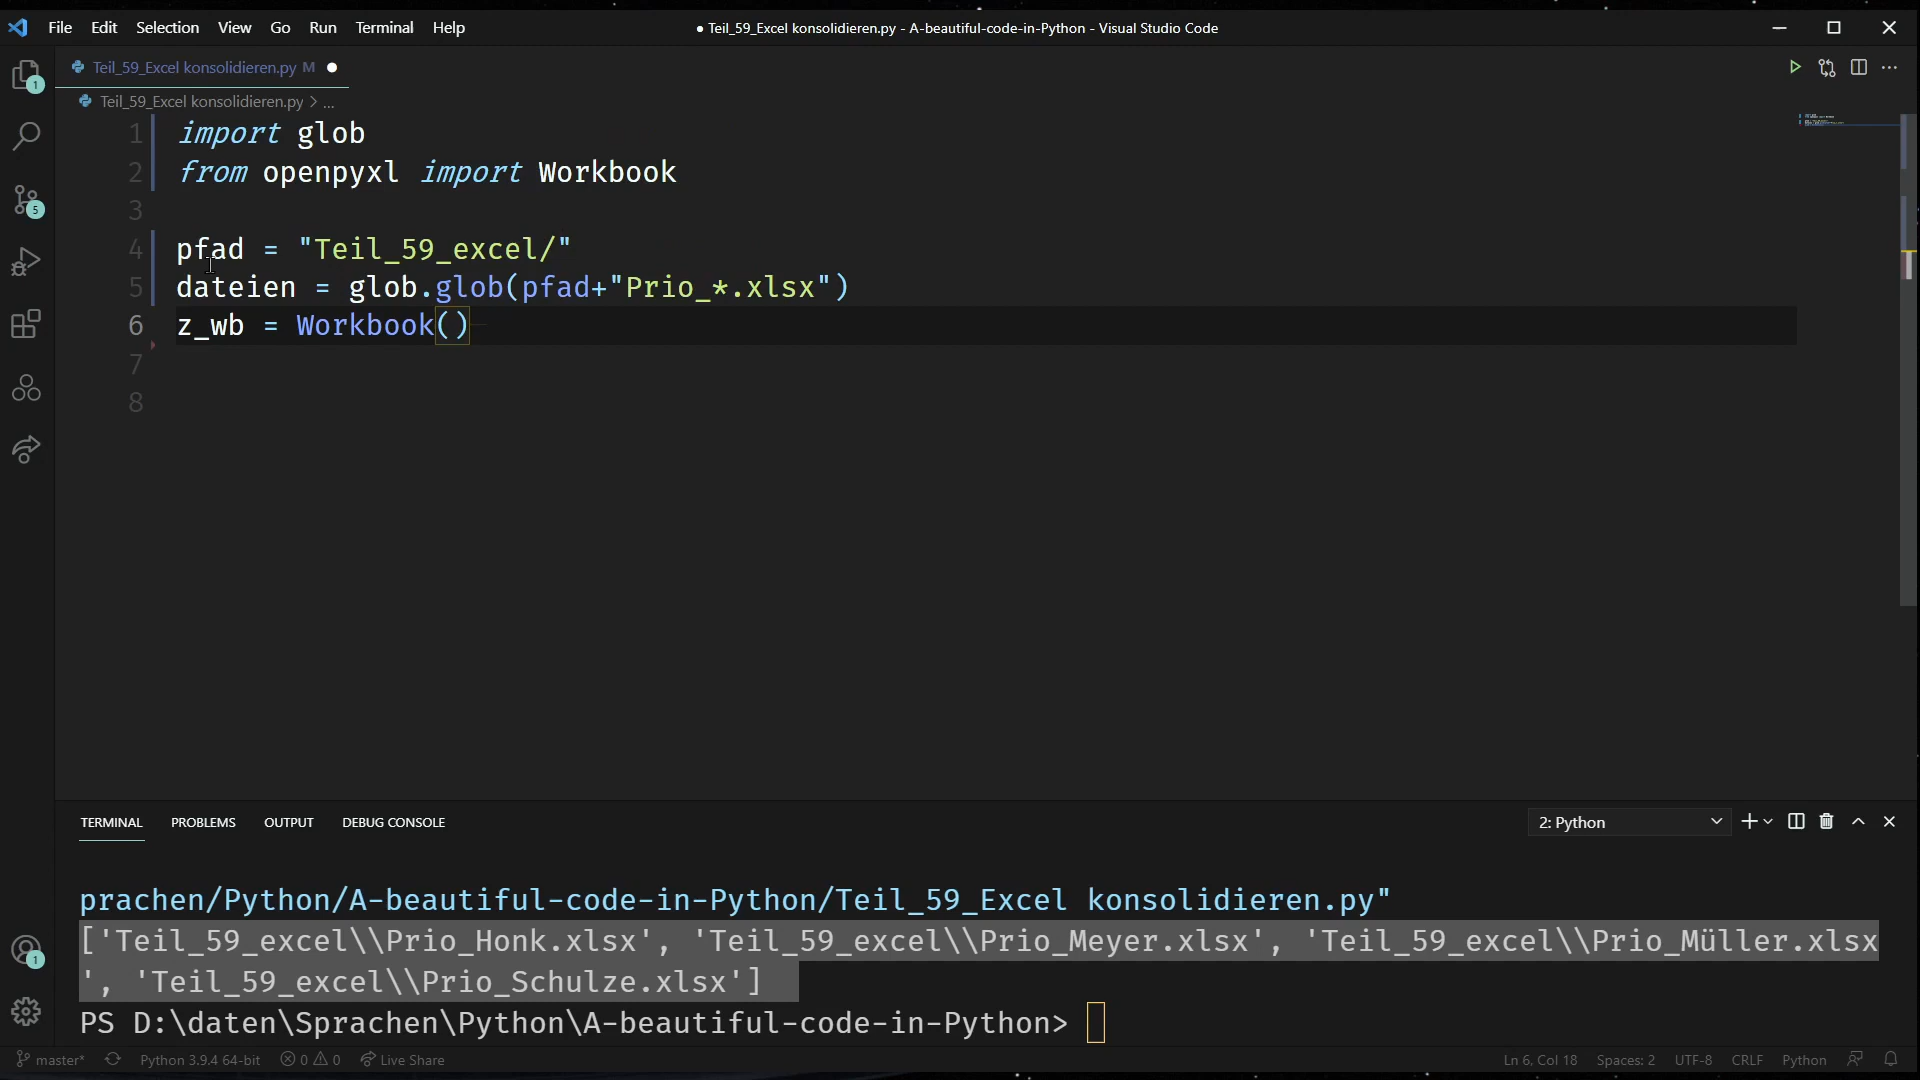 File Edit Selection View Go Run Terminal Help
● Teil_59_Excel konsolidieren.py - A-beautiful-code-in-Python - Visual Studio Code
Teil_59_Excel konsolidieren.py M ●
Teil_59_Excel konsolidieren.py > ...
1 import glob
2 from openpyxl import Workbook
3
4 pfad = "Teil_59_excel/"
5 dateien = glob.glob(pfad+"Prio_*.xlsx")
6 z_wb = Workbook()
7
8
1
5
TERMINAL PROBLEMS OUTPUT DEBUG CONSOLE
2: Python
prachen/Python/A-beautiful-code-in-Python/Teil_59_Excel konsolidieren.py"
['Teil_59_excel\\Prio_Honk.xlsx', 'Teil_59_excel\\Prio_Meyer.xlsx', 'Teil_59_excel\\Prio_Müller.xlsx
', 'Teil_59_excel\\Prio_Schulze.xlsx']
PS D:\daten\Sprachen\Python\A-beautiful-code-in-Python>
1
master* Python 3.9.4 64-bit 0 0 Live Share
Ln 6, Col 18 Spaces: 2 UTF-8 CRLF Python